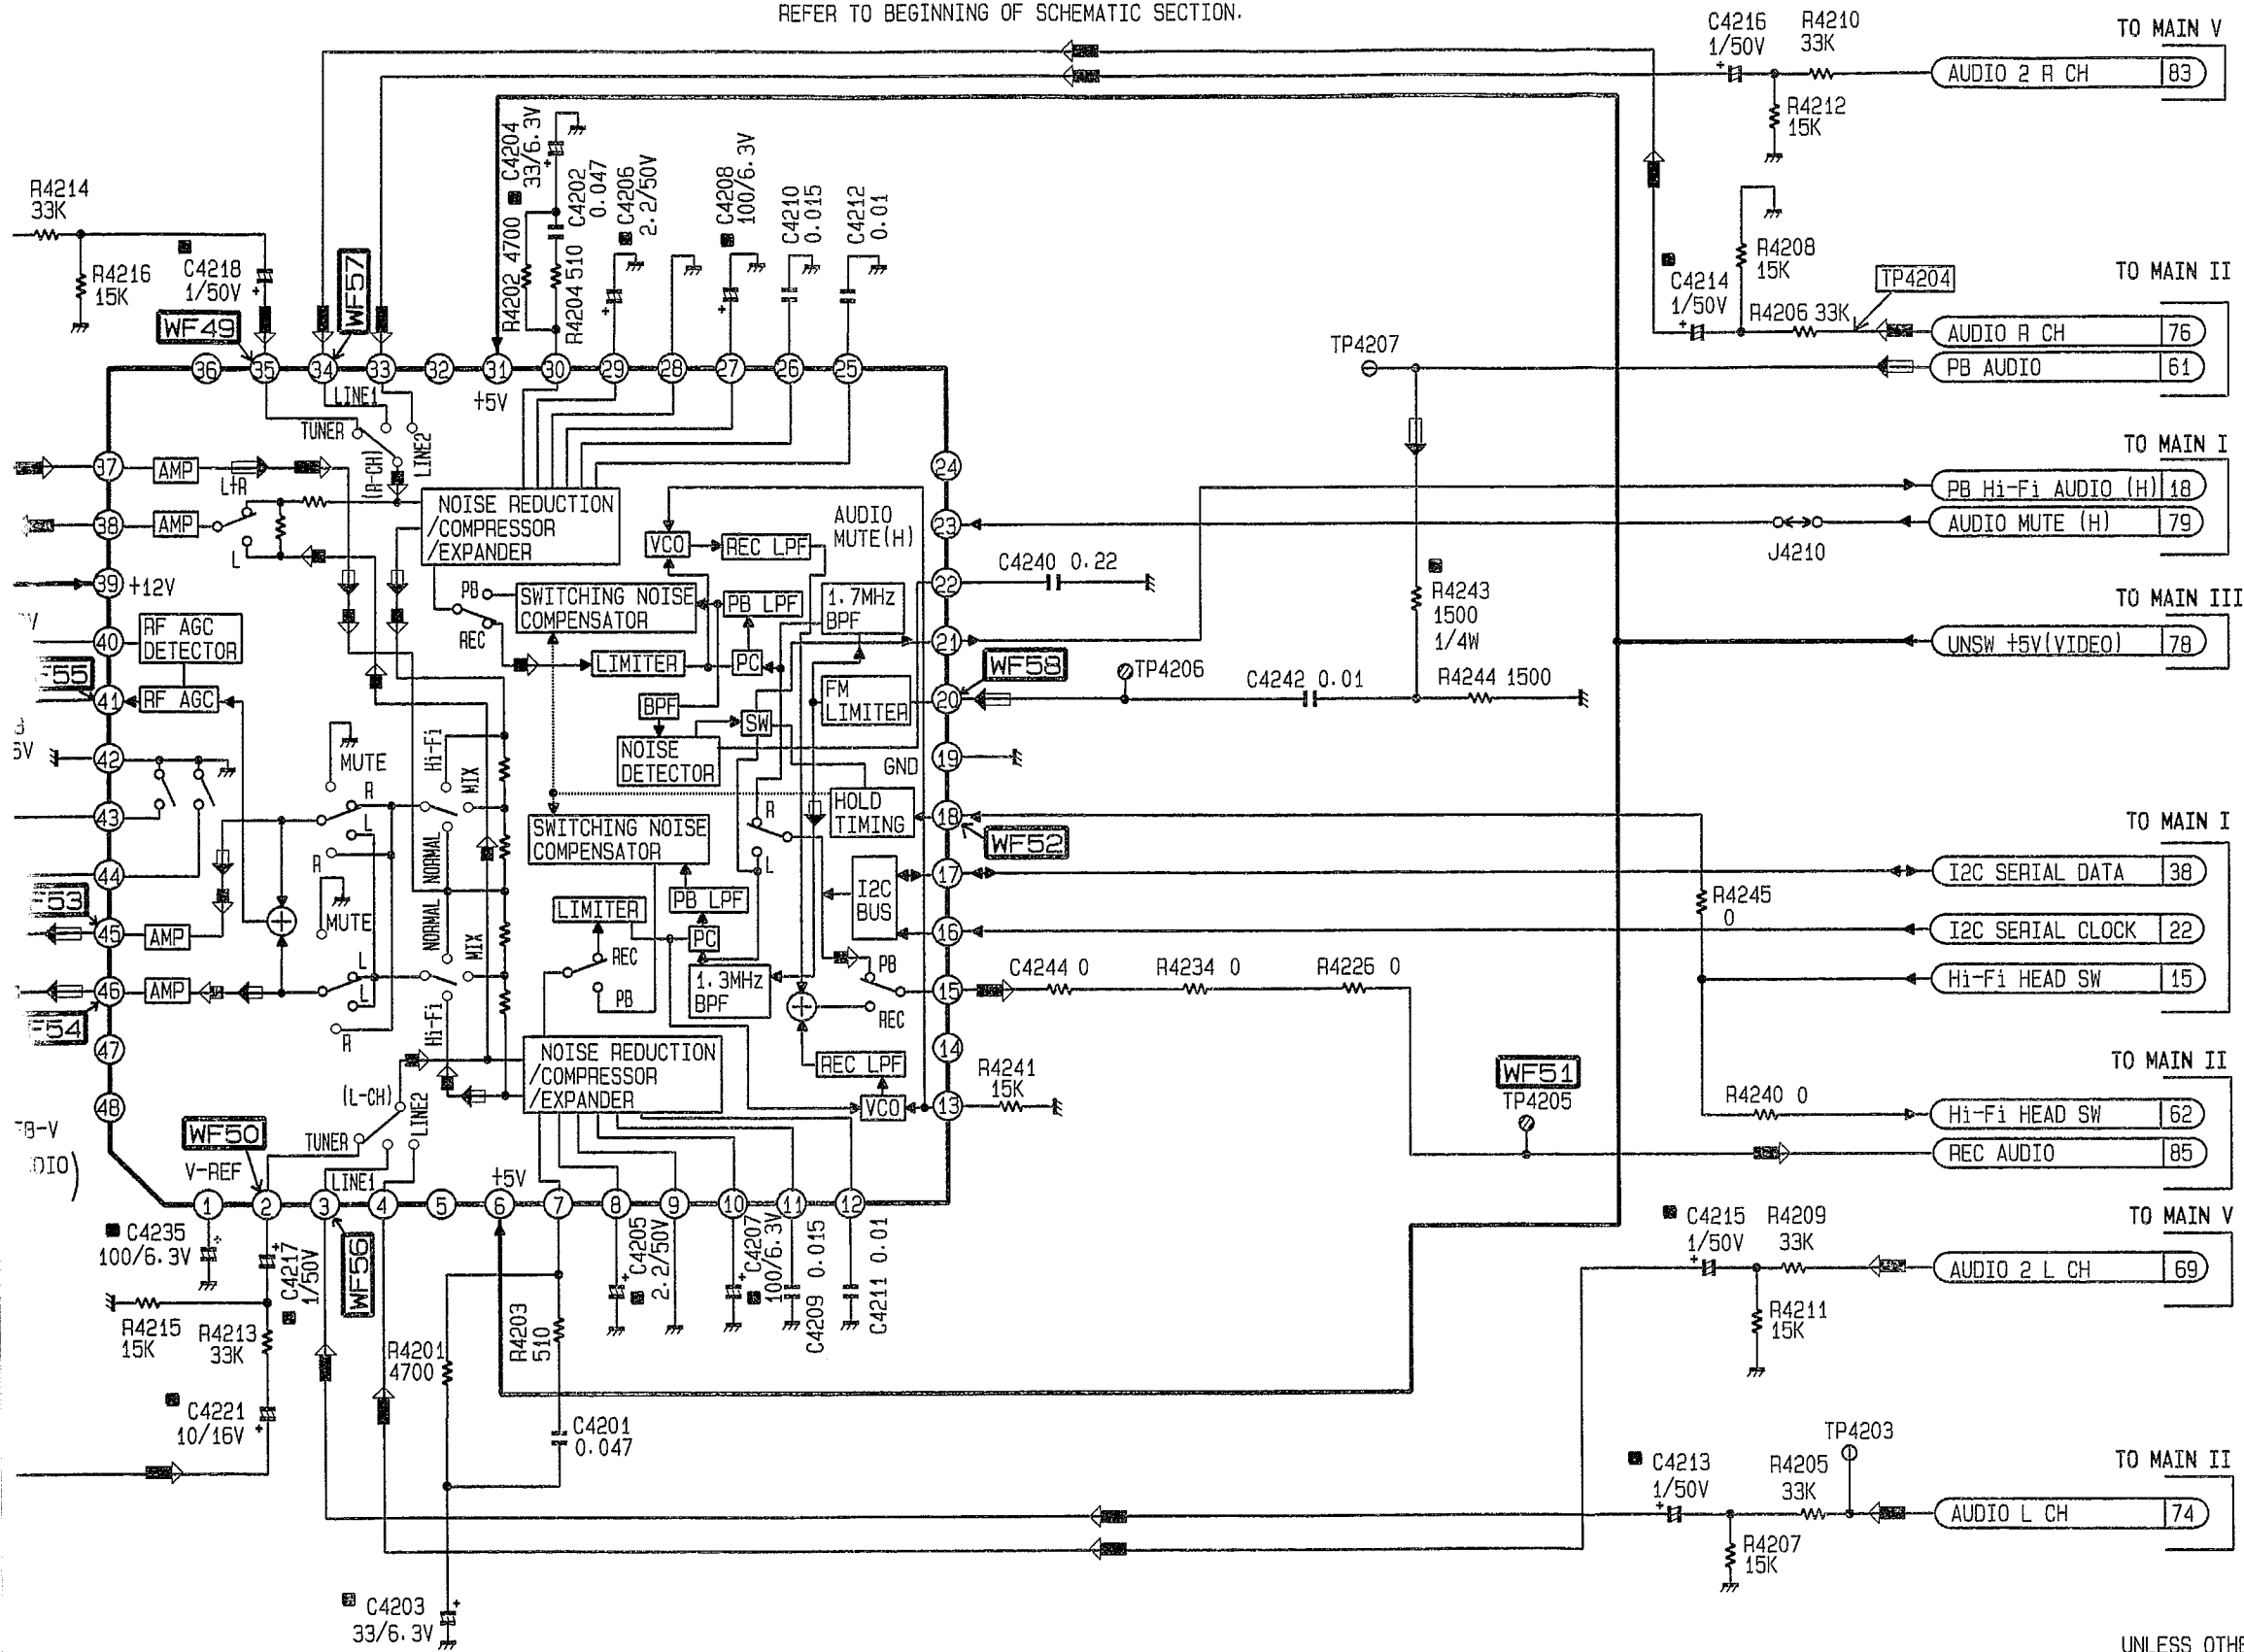 REFER TO BEGINNING OF SCHEMATIC SECTION.
C4216
1/50V
R4210
33K
TO MAIN V
AUDIO 2 R CH 83
R4212
15K
R4214
33K
R4216
15K
C4218
1/50V
WF49
WF57
R4202 4700
C4204
33/6.3V
R4204 510
C4202
0.047
C4206
2.2/50V
C4208
100/6.3V
C4210
0.015
C4212
0.01
R4208
15K
C4214
1/50V
R4206 33K
TP4204
TO MAIN II
AUDIO R CH 76
PB AUDIO 61
TP4207
36 35 34 33 32 31 30 29 28 27 26 25
LINE1
+5V
TUNER
(R-CH)
LINE2
37
AMP
L+R
38
AMP
L
39
+12V
40
RF AGC
DETECTOR
41
RF AGC
42
43
44
45
AMP
46
AMP
47
48
NOISE REDUCTION
/COMPRESSOR
/EXPANDER
AUDIO
MUTE(H)
VCO
REC LPF
PB
REC
SWITCHING NOISE
COMPENSATOR
PB LPF
1.7MHz
BPF
LIMITER
PC
BPF
SW
FM
LIMITER
NOISE
DETECTOR
GND
HOLD
TIMING
SWITCHING NOISE
COMPENSATOR
R
L
I2C
BUS
LIMITER
PB LPF
PC
REC
PB
1.3MHz
BPF
PB
REC
NOISE REDUCTION
/COMPRESSOR
/EXPANDER
REC LPF
VCO
MUTE
R
L
R
MUTE
L
L
R
Hi-Fi
MIX
NORMAL
NORMAL
MIX
Hi-Fi
(L-CH)
LINE2
TUNER
LINE1
V-REF
+5V
24
23
22
21
20
19
18
17
16
15
14
13
TO MAIN I
PB Hi-Fi AUDIO (H) 18
AUDIO MUTE (H) 79
J4210
C4240 0.22
R4243
1500
1/4W
TO MAIN III
UNSW +5V(VIDEO) 78
WF58
TP4206
C4242 0.01
R4244 1500
WF52
TO MAIN I
I2C SERIAL DATA 38
R4245
0
I2C SERIAL CLOCK 22
Hi-Fi HEAD SW 15
C4244 0
R4234 0
R4226 0
R4241
15K
WF51
TP4205
TO MAIN II
R4240 0
Hi-Fi HEAD SW 62
REC AUDIO 85
WF50
1 2 3 4 5 6 7 8 9 10 11 12
C4235
100/6.3V
C4217
1/50V
WF56
R4215
15K
R4213
33K
C4221
10/16V
R4201
4700
R4203
510
C4201
0.047
C4203
33/6.3V
C4205
2.2/50V
C4207
100/6.3V
C4209 0.015
C4211 0.01
C4215
1/50V
R4209
33K
TO MAIN V
AUDIO 2 L CH 69
R4211
15K
TP4203
C4213
1/50V
R4205
33K
TO MAIN II
AUDIO L CH 74
R4207
15K
UNLESS OTHE